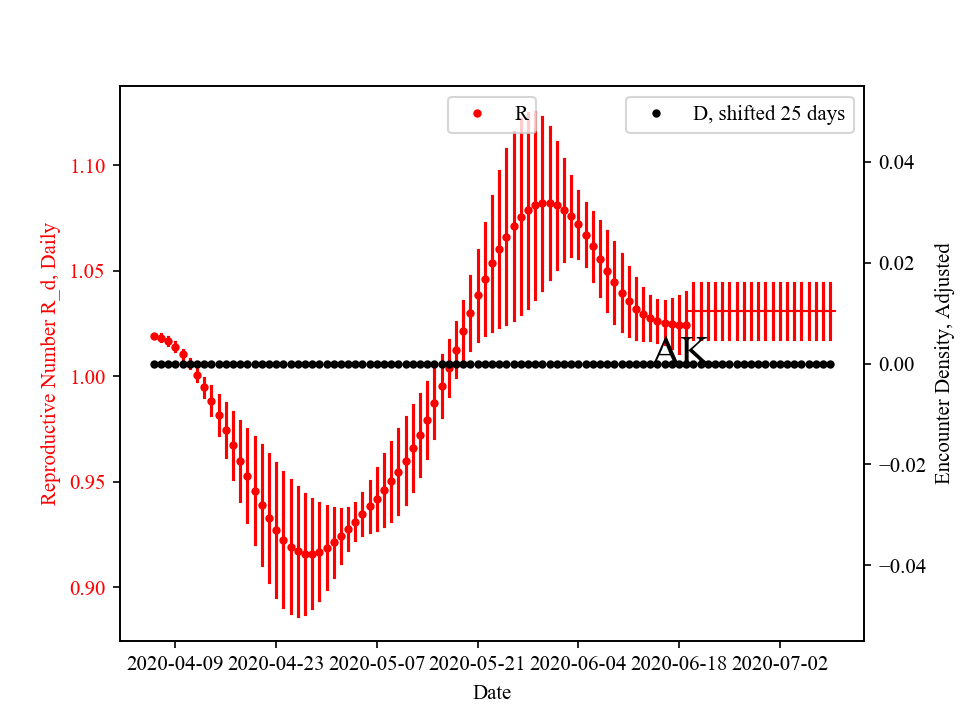 R
D, shifted 25 days
1.10
1.05
1.00
0.95
0.90
Reproductive Number R_d, Daily
0.04
0.02
0.00
−0.02
−0.04
Encounter Density, Adjusted
AK
2020-04-09 2020-04-23 2020-05-07 2020-05-21 2020-06-04 2020-06-18 2020-07-02
Date